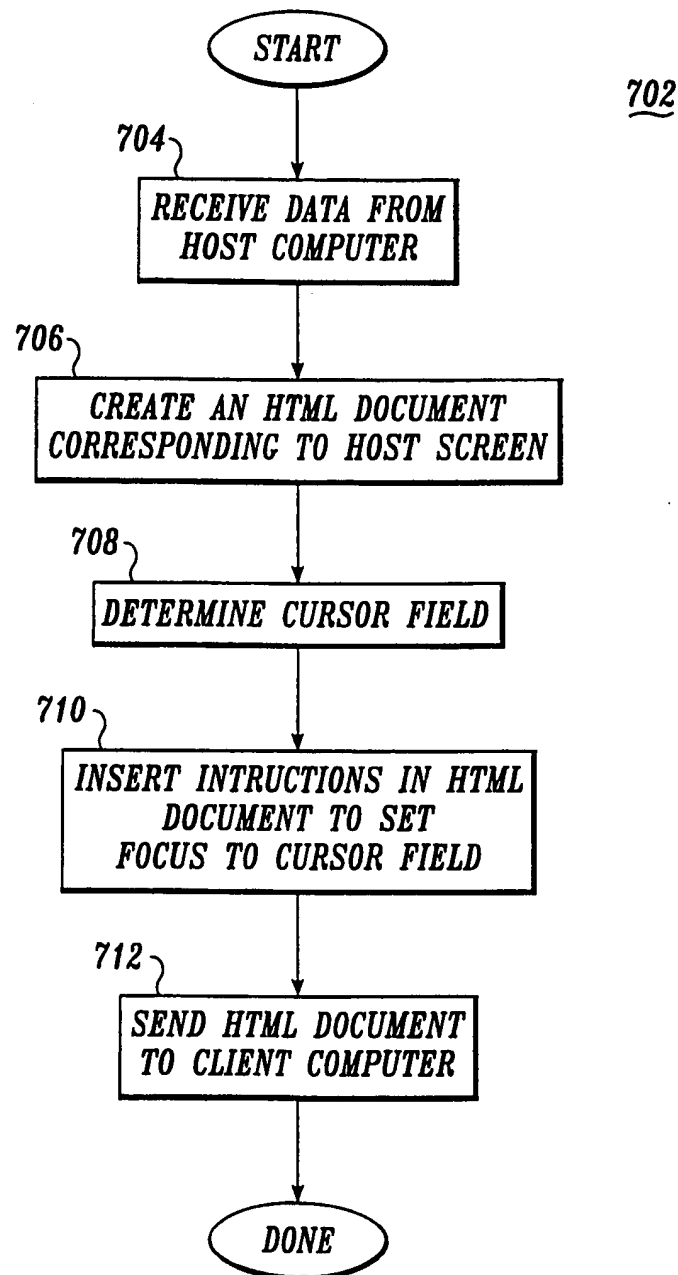 START
702
704
RECEIVE DATA FROM
HOST COMPUTER
706
CREATE AN HTML DOCUMENT
CORRESPONDING TO HOST SCREEN
708
DETERMINE CURSOR FIELD
710
INSERT INTRUCTIONS IN HTML
DOCUMENT TO SET
FOCUS TO CURSOR FIELD
712
SEND HTML DOCUMENT
TO CLIENT COMPUTER
DONE